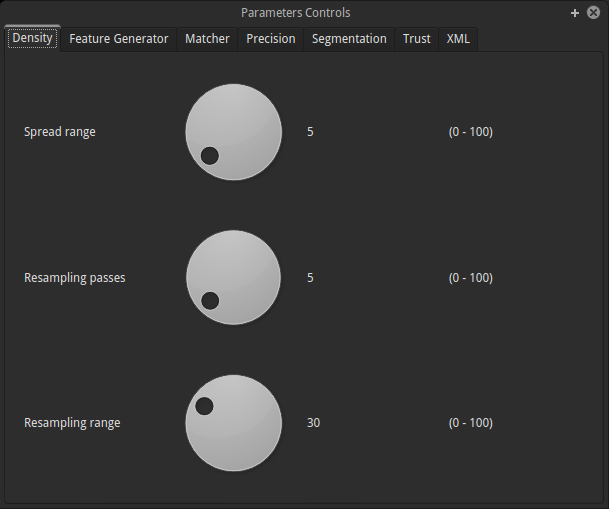 Parameters Controls
Density Feature Generator Matcher Precision Segmentation Trust XML
Spread range 5 (0 - 100)
Resampling passes 5 (0 - 100)
Resampling range 30 (0 - 100)